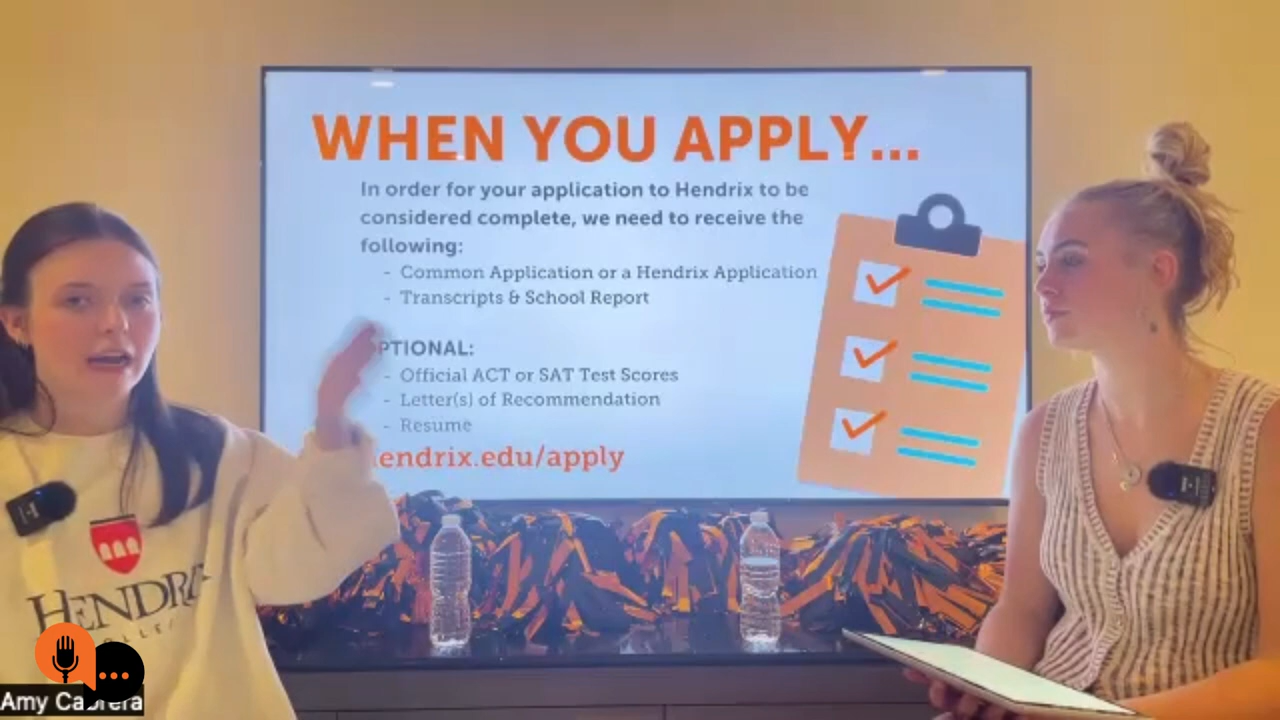 WHEN YOU APPLY...
In order for your application to Hendrix to be
considered complete, we need to receive the
following:
- Common Application or a Hendrix Application
- Transcripts & School Report
PTIONAL:
- Official ACT or SAT Test Scores
- Letter(s) of Recommendation
- Resume
endrix.edu/apply
HENDRIX
Amy Cabrera